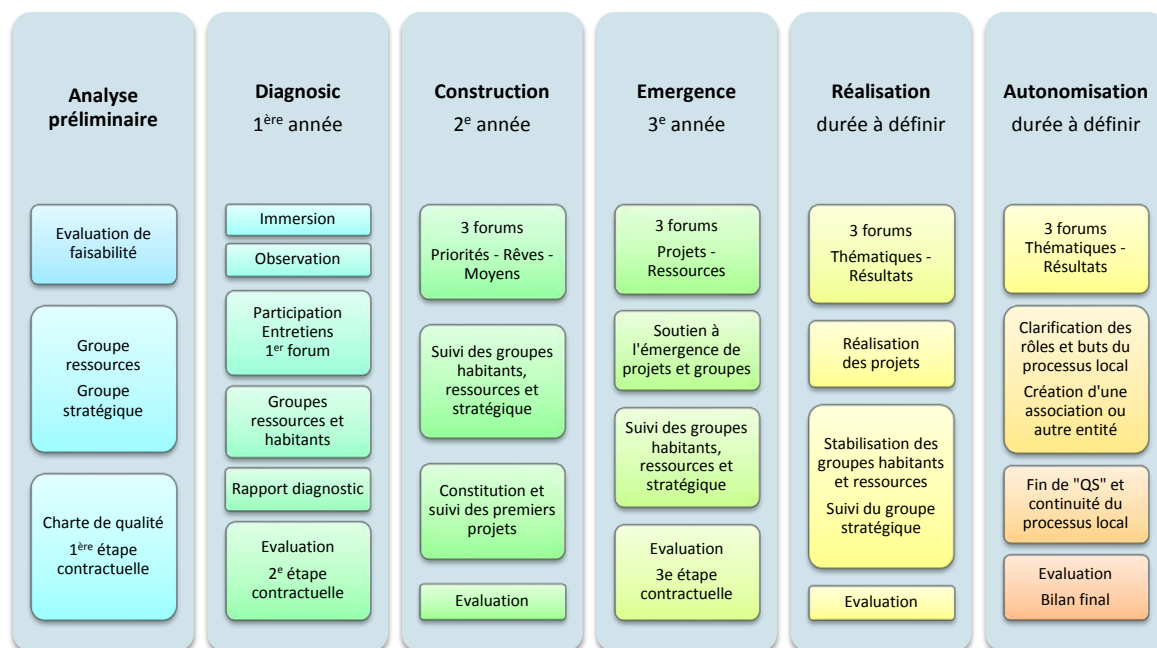 Analyse
préliminaire
Evaluation de
faisabilité
Groupe
ressources
Groupe
stratégique
Charte de qualité
1ère étape
contractuelle
Diagnosic
1ère année
Immersion
Observation
Participation
Entretiens
1er forum
Groupes
ressources et
habitants
Rapport diagnostic
Evaluation
2e étape
contractuelle
Construction
2e année
3 forums
Priorités - Rêves -
Moyens
Suivi des groupes
habitants,
ressources et
stratégique
Constitution et
suivi des premiers
projets
Evaluation
Emergence
3e année
3 forums
Projets -
Ressources
Soutien à
l'émergence de
projets et groupes
Suivi des groupes
habitants,
ressources et
stratégique
Evaluation
3e étape
contractuelle
Réalisation
durée à définir
3 forums
Thématiques -
Résultats
Réalisation
des projets
Stabilisation des
groupes habitants
et ressources
Suivi du groupe
stratégique
Evaluation
Autonomisation
durée à définir
3 forums
Thématiques -
Résultats
Clarification des
rôles et buts du
processus local
Création d'une
association ou
autre entité
Fin de "QS" et
continuité du
processus local
Evaluation
Bilan final